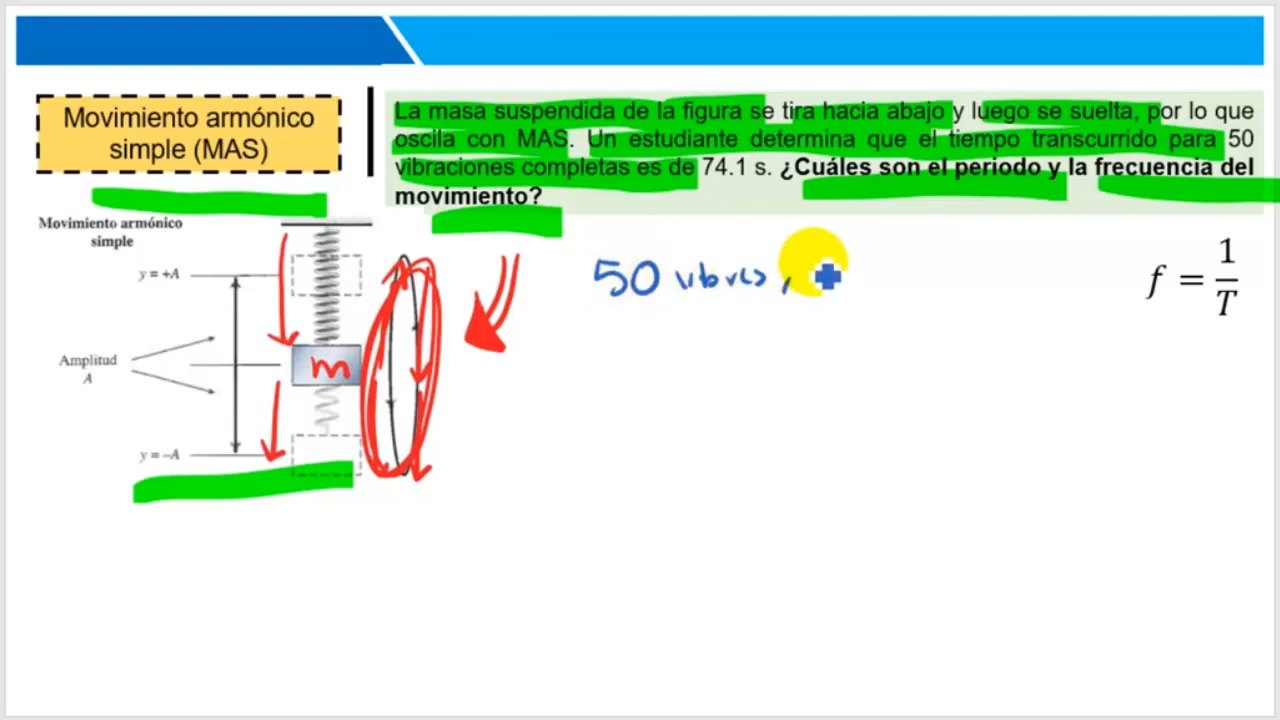 Movimiento armónico
simple (MAS)
La masa suspendida de la figura se tira hacia abajo y luego se suelta, por lo que
oscila con MAS. Un estudiante determina que el tiempo transcurrido para 50
vibraciones completas es de 74.1 s. ¿Cuáles son el periodo y la frecuencia del
movimiento?
Movimiento armónico
simple
y = +A
Amplitud
A
y = –A
m
50
f = 1/T